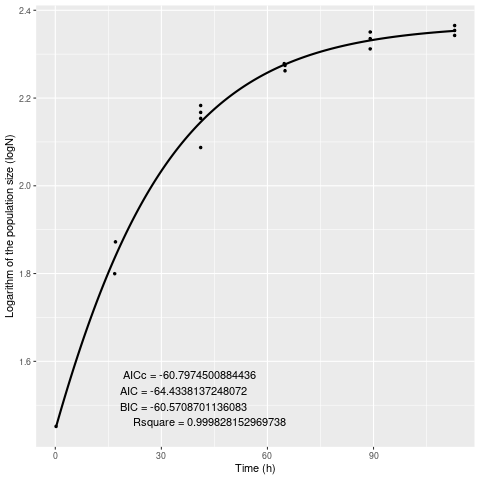 2.4
2.2
2.0
1.8
1.6
Logarithm of the population size (logN)
AICc = -60.7974500884436
AIC = -64.4338137248072
BIC = -60.5708701136083
Rsquare = 0.999828152969738
0 30 60 90
Time (h)